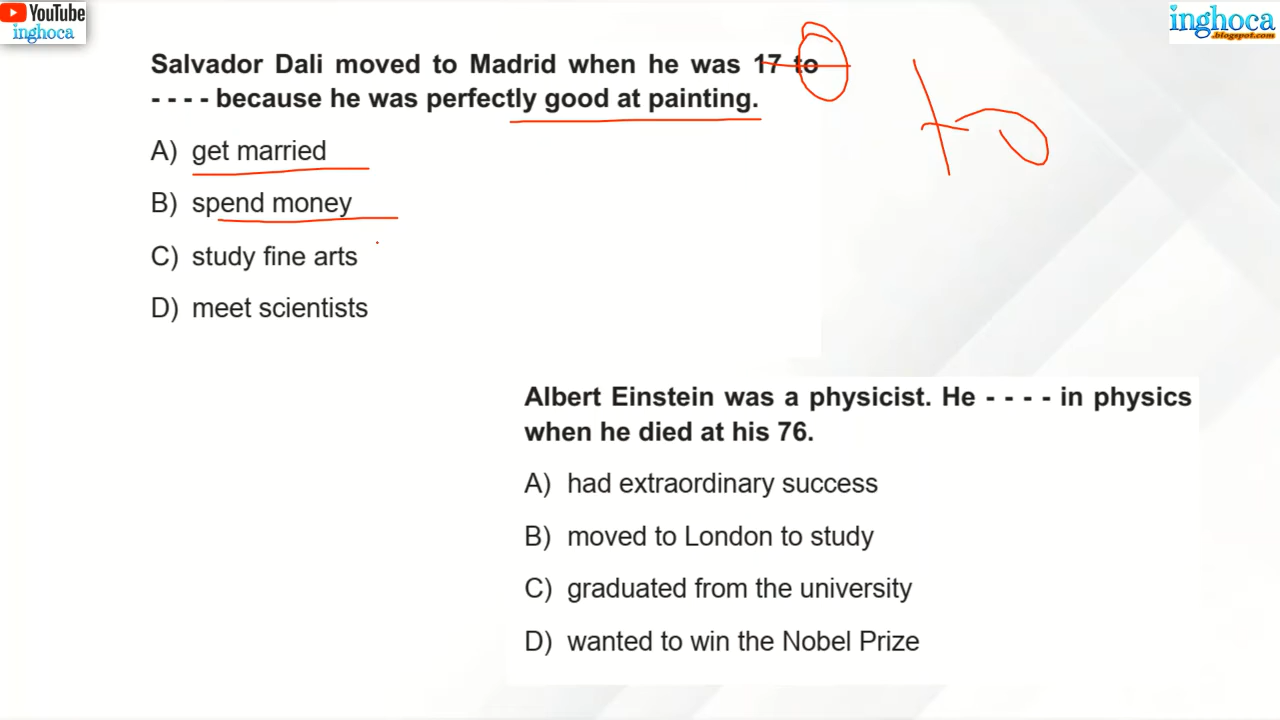 YouTube
inghoca
inghoca
.blogspot.com
Salvador Dali moved to Madrid when he was 17 to
- - - - because he was perfectly good at painting.
A) get married
B) spend money
C) study fine arts
D) meet scientists
to
Albert Einstein was a physicist. He - - - - in physics
when he died at his 76.
A) had extraordinary success
B) moved to London to study
C) graduated from the university
D) wanted to win the Nobel Prize